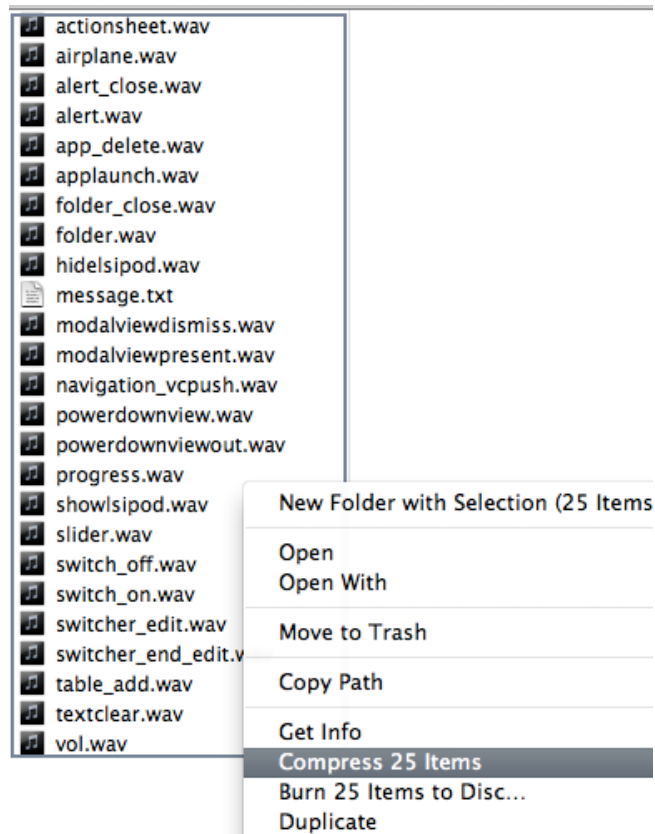 actionsheet.wav
airplane.wav
alert_close.wav
alert.wav
app_delete.wav
applaunch.wav
folder_close.wav
folder.wav
hidelsipod.wav
message.txt
modalviewdismiss.wav
modalviewpresent.wav
navigation_vcpush.wav
powerdownview.wav
powerdownviewout.wav
progress.wav
showlsipod.wav
slider.wav
switch_off.wav
switch_on.wav
switcher_edit.wav
switcher_end_edit.w
table_add.wav
textclear.wav
vol.wav
New Folder with Selection (25 Items
Open
Open With
Move to Trash
Copy Path
Get Info
Compress 25 Items
Burn 25 Items to Disc...
Duplicate